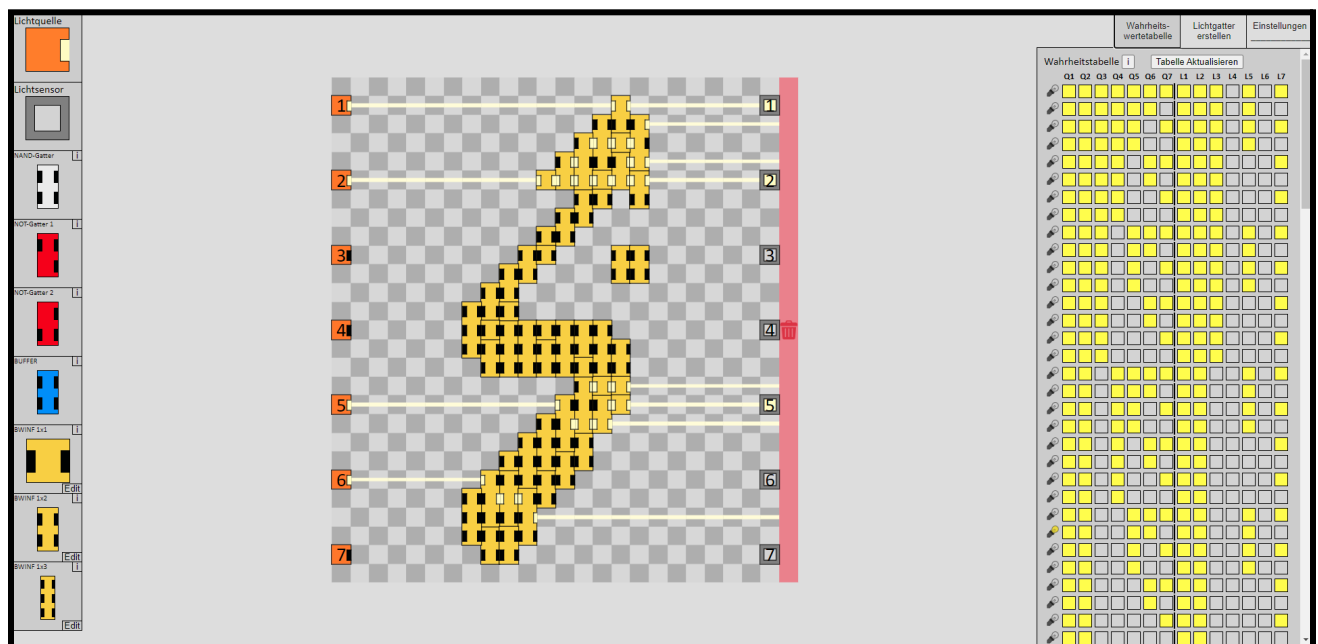 Lichtquelle
Lichtsensor
NAND-Gatter i
NOT-Gatter 1 i
NOT-Gatter 2 i
BUFFER i
BWINF 1x1 i
Edit
BWINF 1x2 i
Edit
BWINF 1x3 i
Edit
1 1
2 2
3 3
4 4
5 5
6 6
7 7
Wahrheits-
wertetabelle
Lichtgatter
erstellen
Einstellungen
Wahrheitstabelle i Tabelle Aktualisieren
Q1 Q2 Q3 Q4 Q5 Q6 Q7 L1 L2 L3 L4 L5 L6 L7